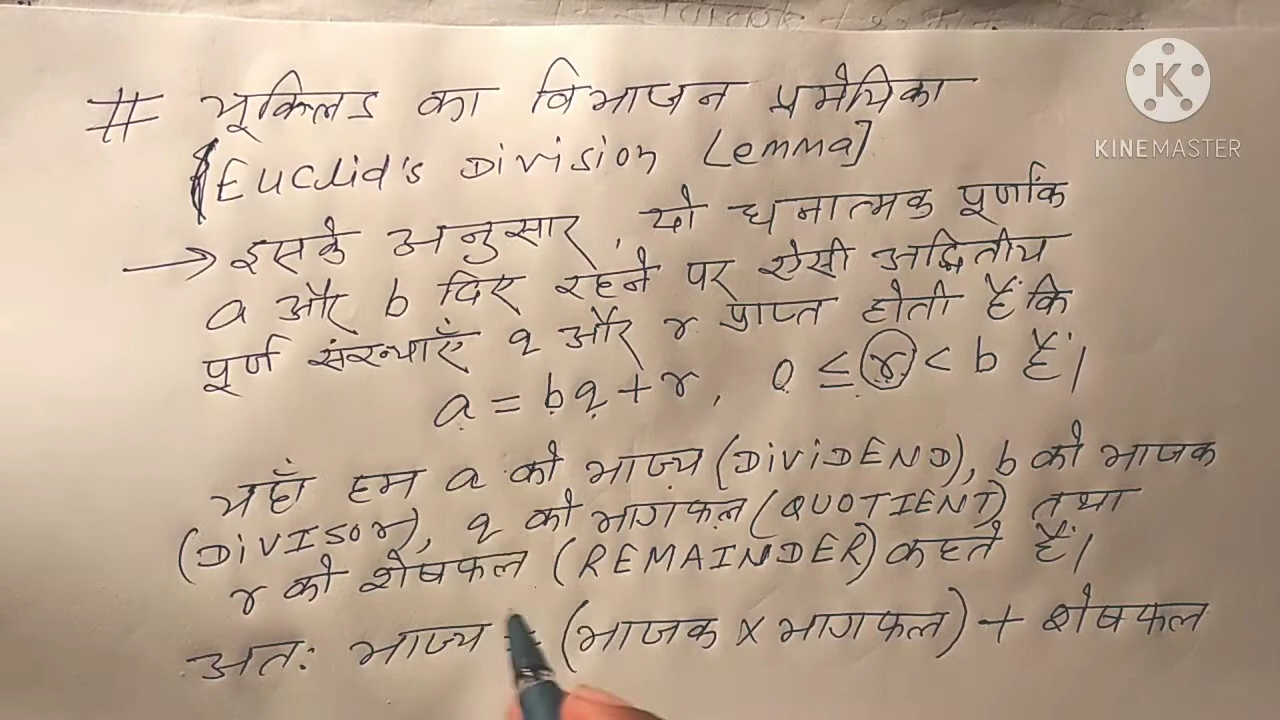 # यूक्लिड का विभाजन प्रमेयिका
[Euclid's Division Lemma]
→ इसके अनुसार, दो धनात्मक पूर्णांक
a और b दिए रहने पर ऐसी अद्वितीय
पूर्ण संख्याएँ q और r प्राप्त होती हैं कि
a = bq + r, 0 ≤ r < b हैं।
यहाँ हम a को भाज्य (DiViDEND), b को भाजक
(DiVISOr), q को भागफल (QUOTIENT) तथा
r को शेषफल (REMAINDER) कहते हैं।
अतः भाज्य = (भाजक × भागफल) + शेषफल
K
KINEMASTER